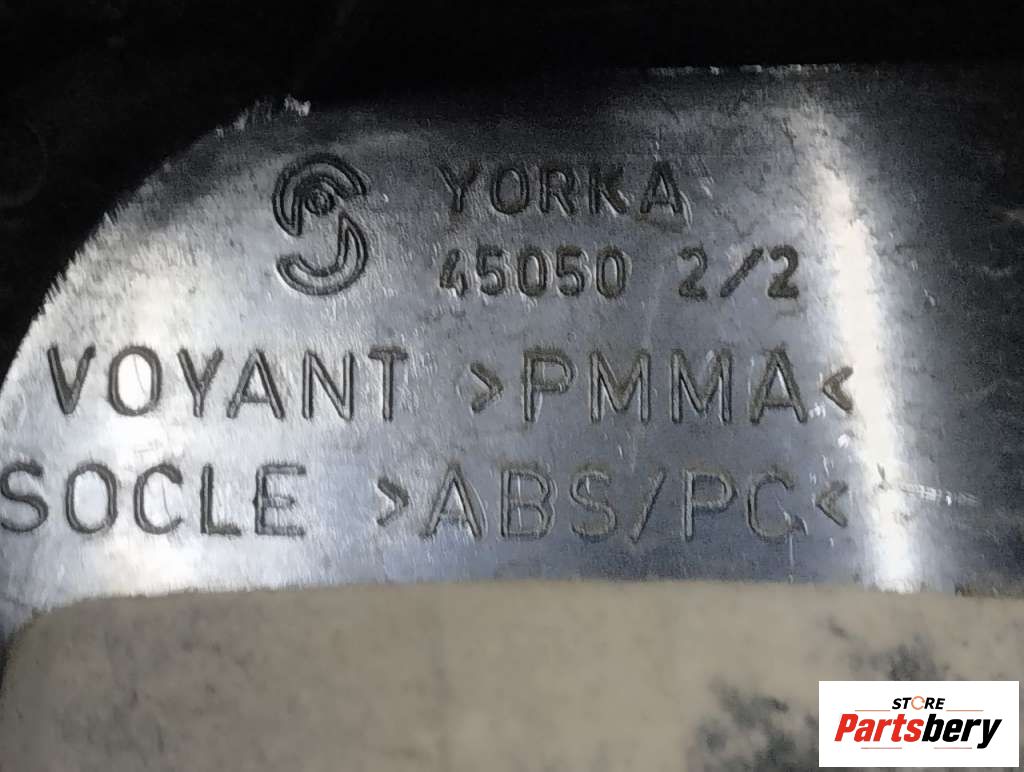 YORKA
45050 2/2
VOYANT >PMMA<
SOCLE >ABS/PC<
STORE
Partsbery